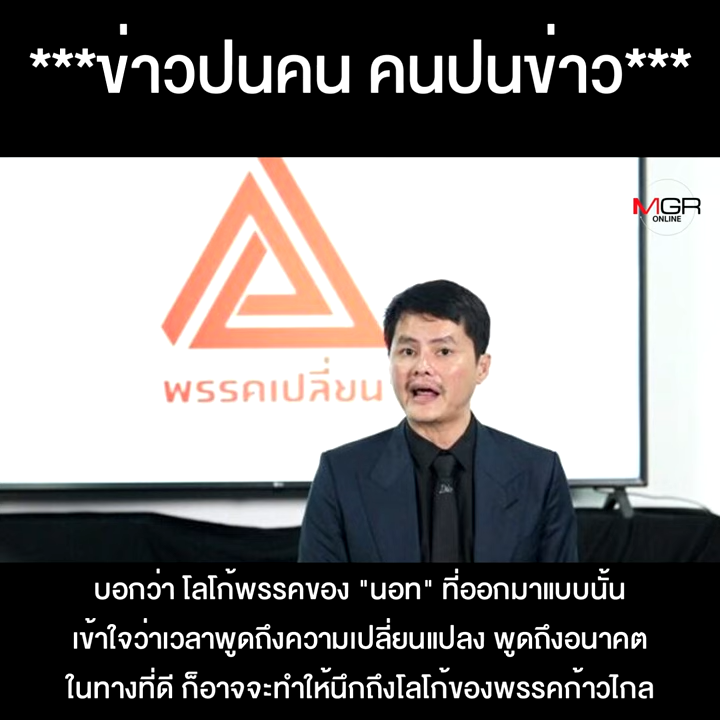 ***ข่าวปนคน คนปนข่าว***
MGR
ONLINE
พรรคเปลี่ยน
บอกว่า โลโก้พรรคของ "นอท" ที่ออกมาแบบนั้น
เข้าใจว่าเวลาพูดถึงความเปลี่ยนแปลง พูดถึงอนาคต
ในทางที่ดี ก็อาจจะทำให้นึกถึงโลโก้ของพรรคก้าวไกล